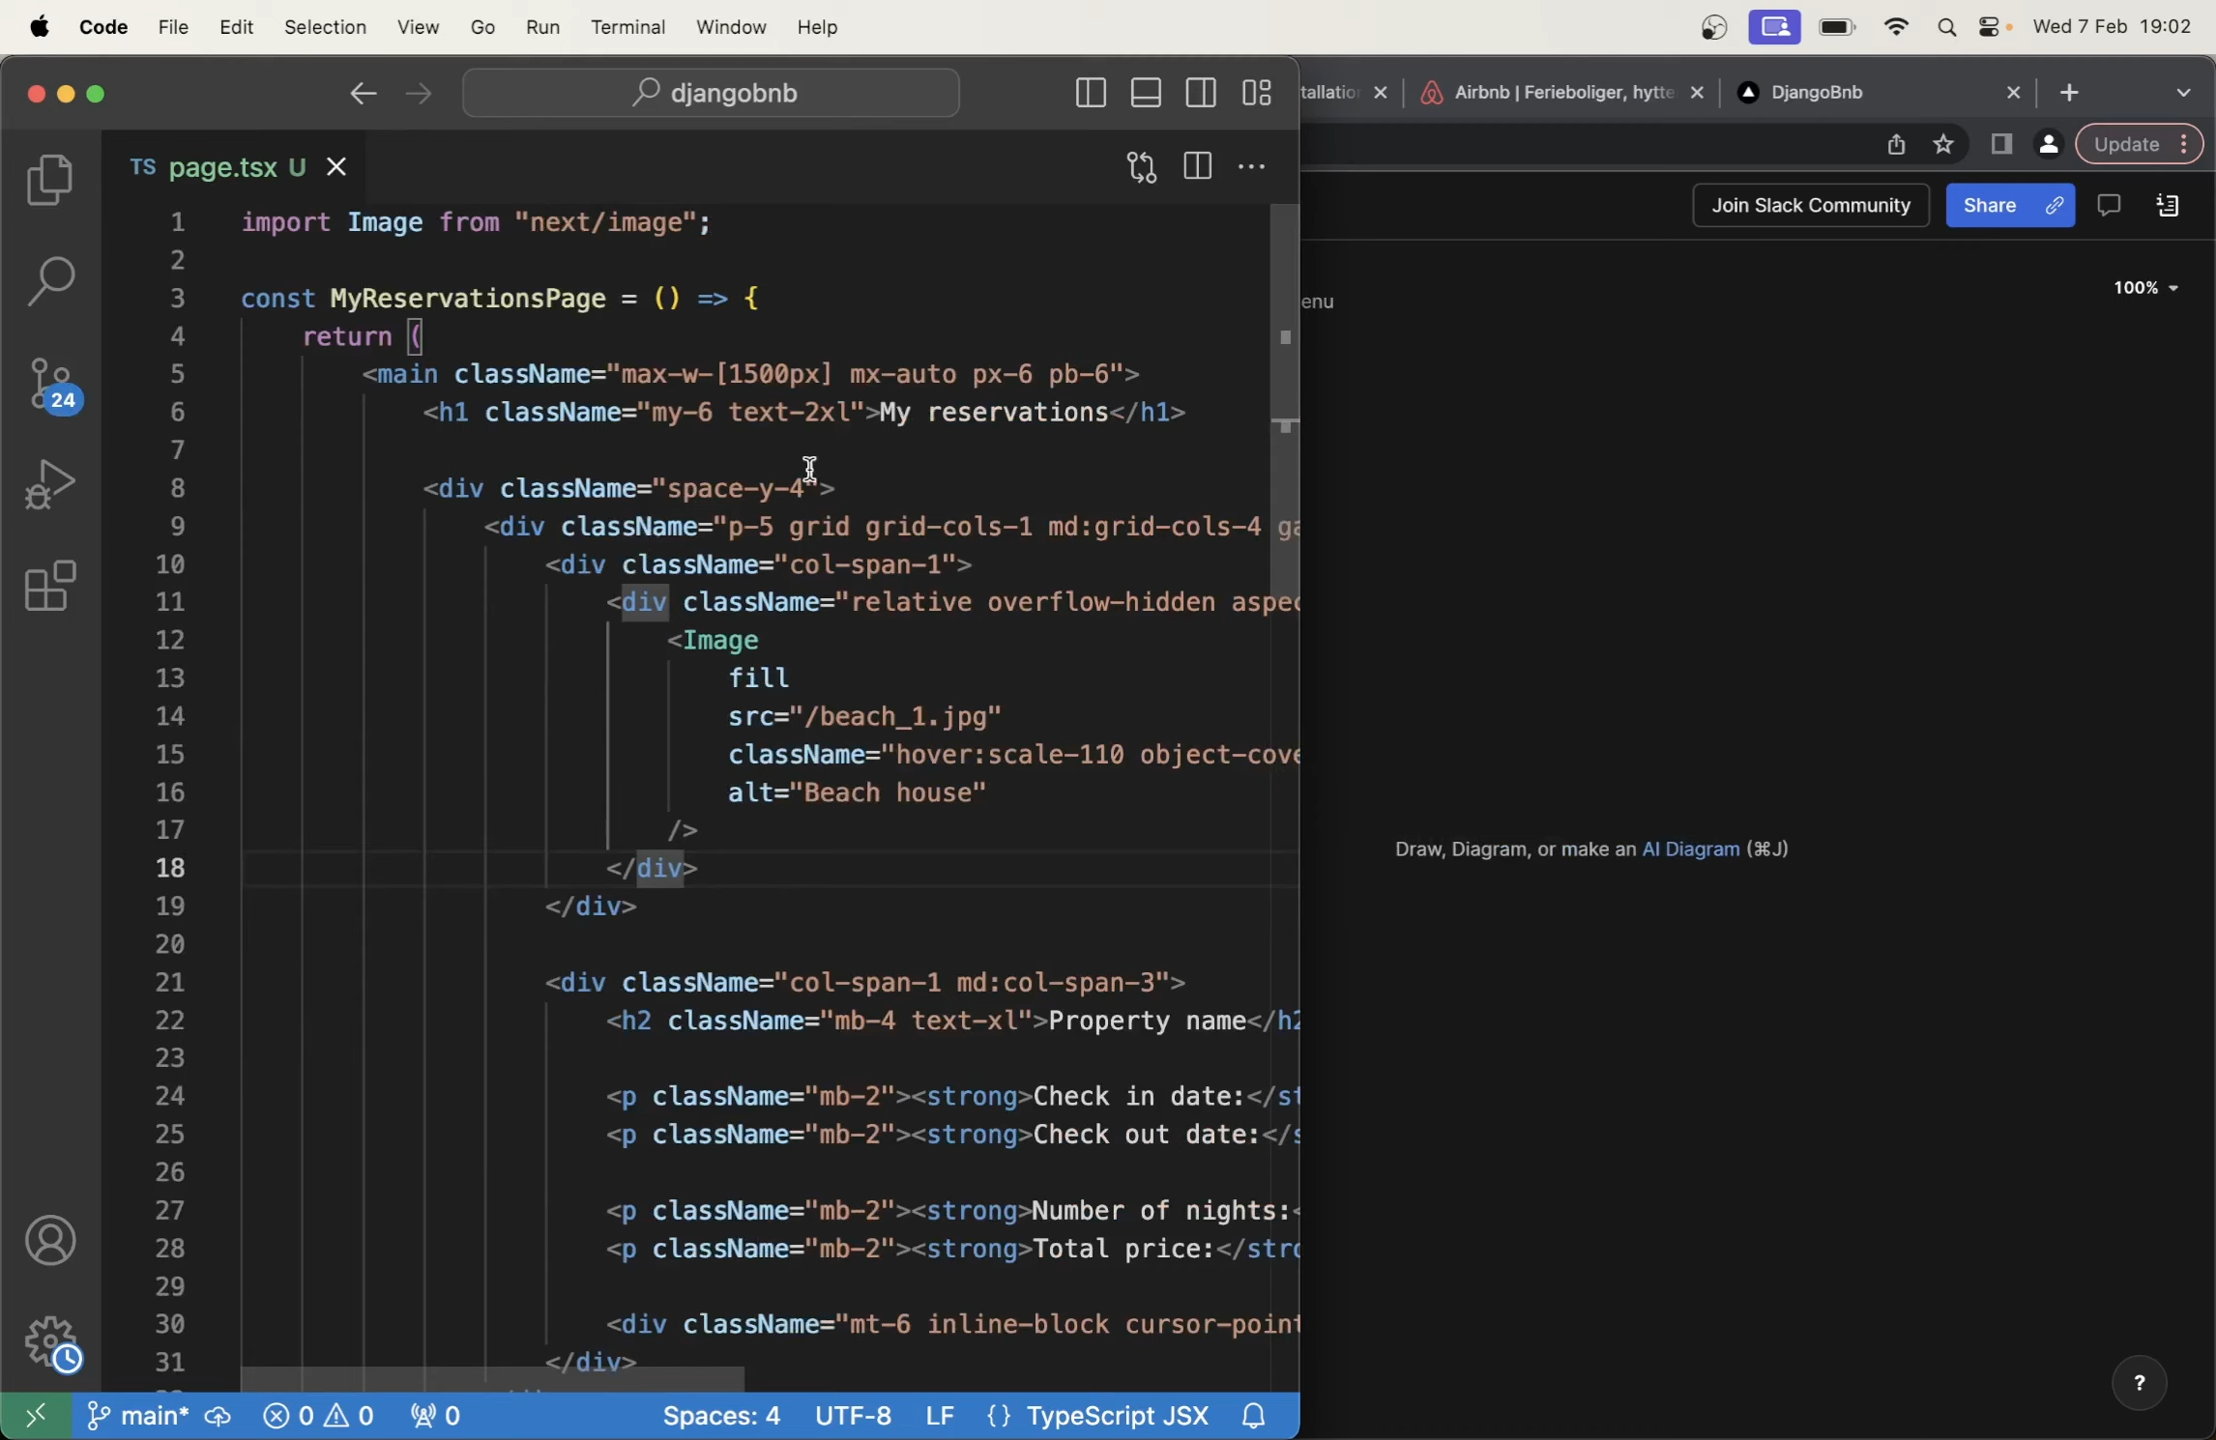 Code File Edit Selection View Go Run Terminal Window Help Wed 7 Feb 19:02
djangobnb
Airbnb | Ferieboliger, hytte
DjangoBnb
TS page.tsx U
Update
Join Slack Community
Share
100%
1 import Image from "next/image";
2
3 const MyReservationsPage = () => {
4 return (
5 <main className="max-w-[1500px] mx-auto px-6 pb-6">
6 <h1 className="my-6 text-2xl">My reservations</h1>
7
8 <div className="space-y-4">
9 <div className="p-5 grid grid-cols-1 md:grid-cols-4 ga
10 <div className="col-span-1">
11 <div className="relative overflow-hidden aspec
12 <Image
13 fill
14 src="/beach_1.jpg"
15 className="hover:scale-110 object-cove
16 alt="Beach house"
17 />
18 </div>
19 </div>
20
21 <div className="col-span-1 md:col-span-3">
22 <h2 className="mb-4 text-xl">Property name</h2
23
24 <p className="mb-2"><strong>Check in date:</st
25 <p className="mb-2"><strong>Check out date:</s
26
27 <p className="mb-2"><strong>Number of nights:<
28 <p className="mb-2"><strong>Total price:</stro
29
30 <div className="mt-6 inline-block cursor-point
31 </div>
24
Draw, Diagram, or make an AI Diagram (⌘J)
?
main* 0 0 0 Spaces: 4 UTF-8 LF {} TypeScript JSX